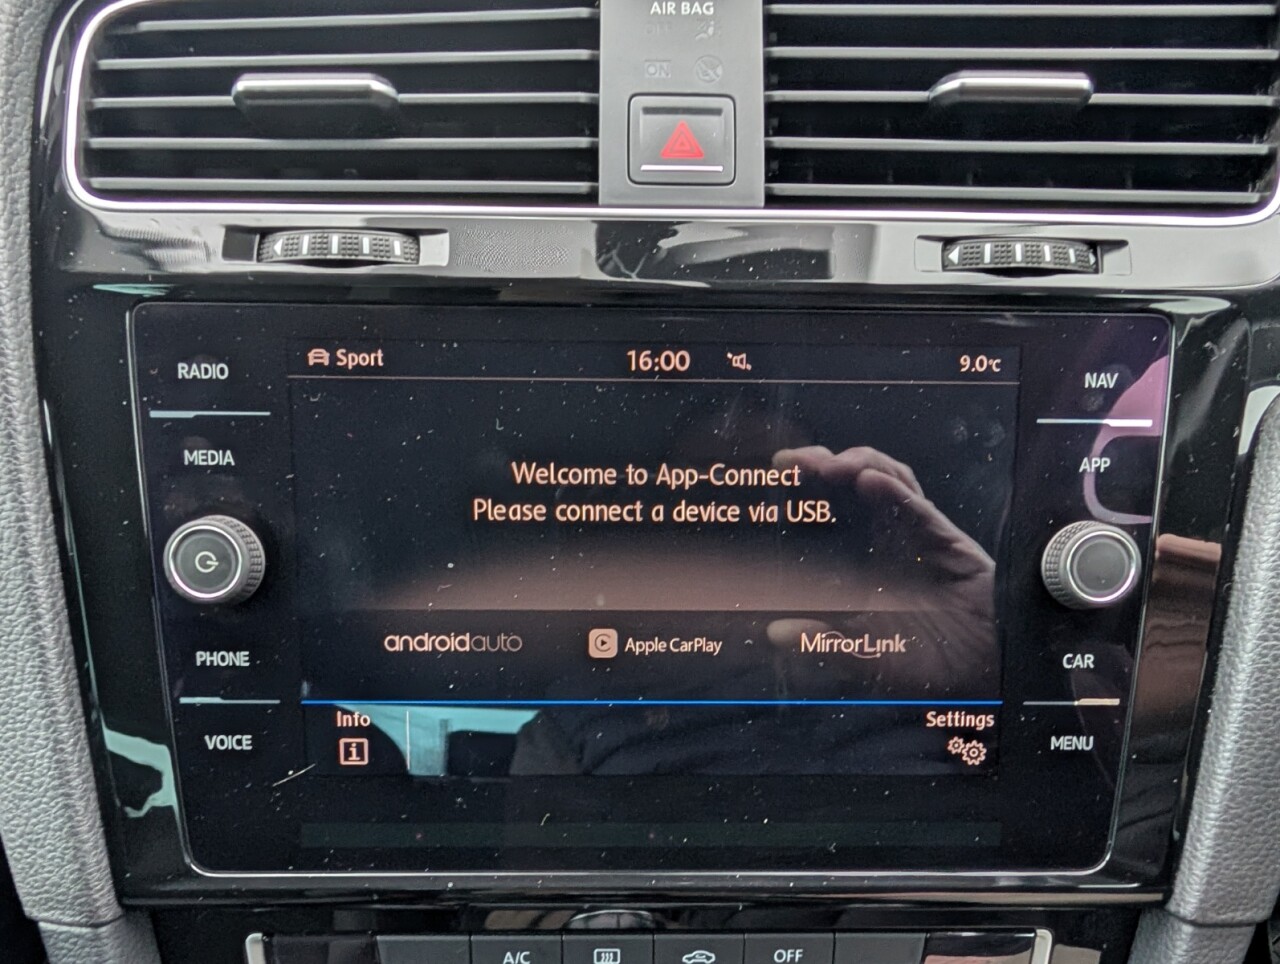 AIR BAG
OFF
ON
RADIO
MEDIA
PHONE
VOICE
Sport 16:00 9.0°C
Welcome to App-Connect
Please connect a device via USB.
androidauto Apple CarPlay MirrorLink
Info Settings
NAV
APP
CAR
MENU
A/C OFF